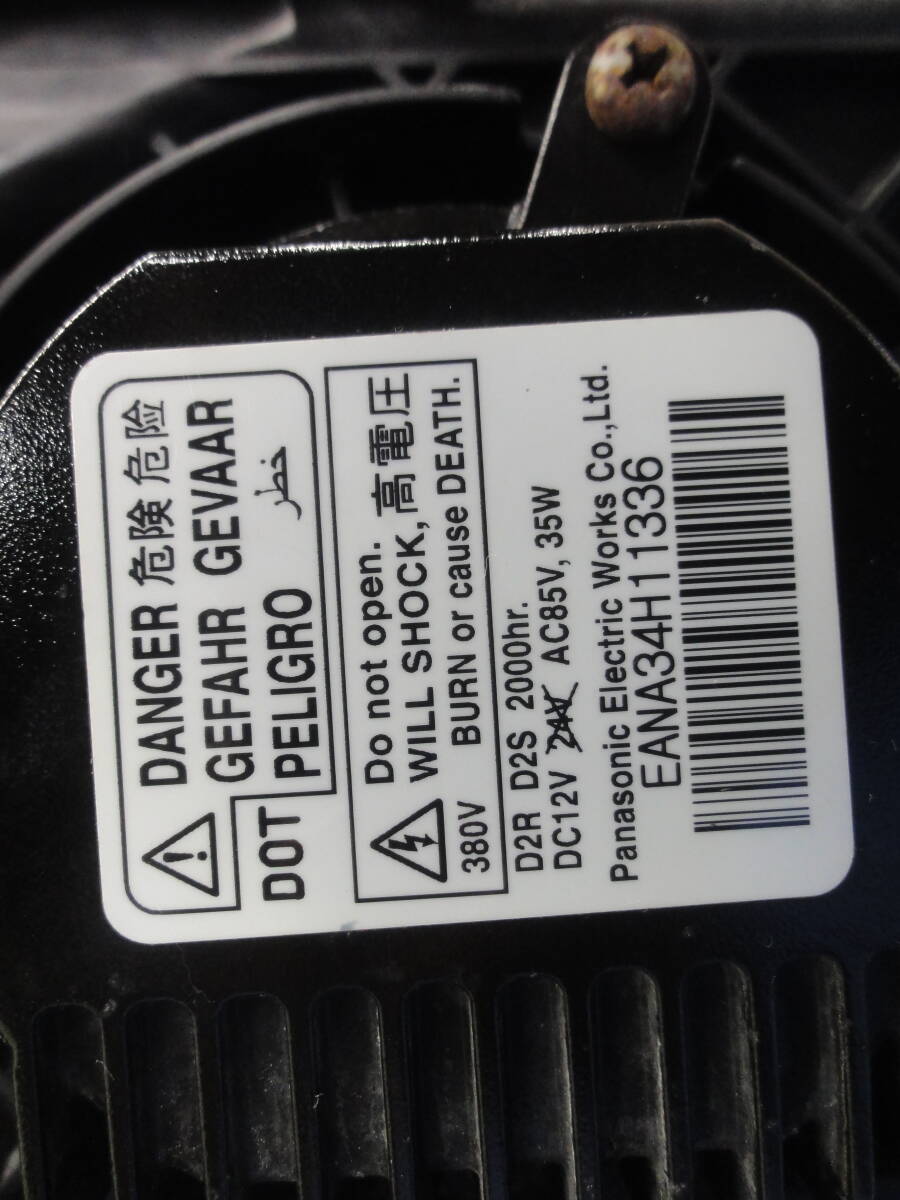 DANGER 危険 危险
GEFAHR GEVAAR
DOT PELIGRO خطر
Do not open.
WILL SHOCK, 高電圧
380V BURN or cause DEATH.
D2R D2S 2000hr.
DC12V 24V AC85V, 35W
Panasonic Electric Works Co.,Ltd.
EANA34H11336